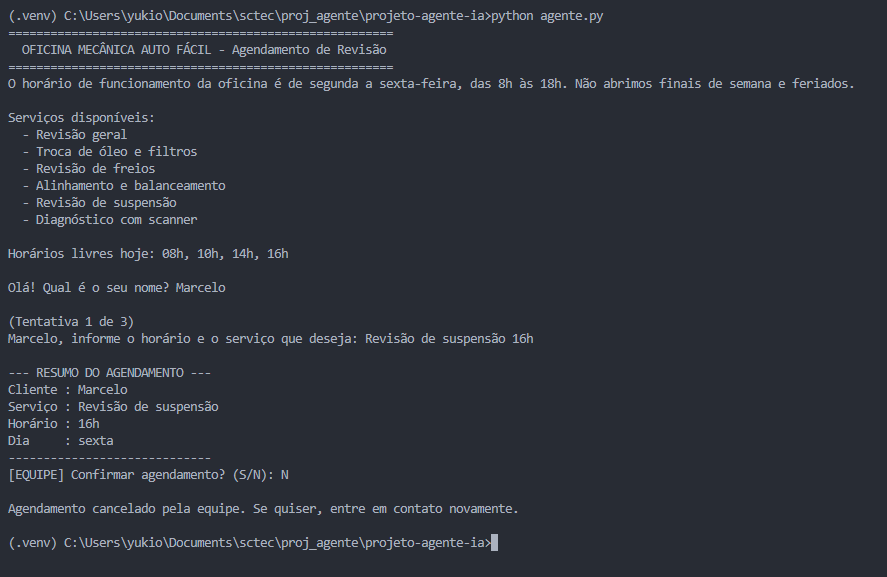 (.venv) C:\Users\yukio\Documents\sctec\proj_agente\projeto-agente-ia>python agente.py
=======================================================
  OFICINA MECÂNICA AUTO FÁCIL - Agendamento de Revisão
=======================================================
O horário de funcionamento da oficina é de segunda a sexta-feira, das 8h às 18h. Não abrimos finais de semana e feriados.

Serviços disponíveis:
  - Revisão geral
  - Troca de óleo e filtros
  - Revisão de freios
  - Alinhamento e balanceamento
  - Revisão de suspensão
  - Diagnóstico com scanner

Horários livres hoje: 08h, 10h, 14h, 16h

Olá! Qual é o seu nome? Marcelo

(Tentativa 1 de 3)
Marcelo, informe o horário e o serviço que deseja: Revisão de suspensão 16h

--- RESUMO DO AGENDAMENTO ---
Cliente : Marcelo
Serviço : Revisão de suspensão
Horário : 16h
Dia     : sexta
-----------------------------
[EQUIPE] Confirmar agendamento? (S/N): N

Agendamento cancelado pela equipe. Se quiser, entre em contato novamente.

(.venv) C:\Users\yukio\Documents\sctec\proj_agente\projeto-agente-ia>